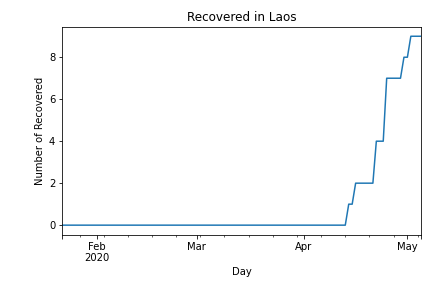 Recovered in Laos
Number of Recovered
8
6
4
2
0
Feb
2020
Mar
Apr
May
Day